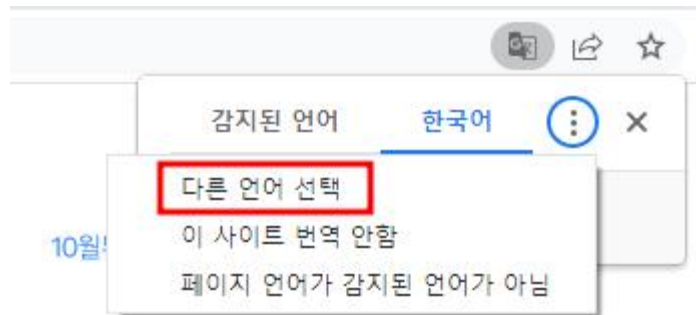 감지된 언어 한국어
다른 언어 선택
이 사이트 번역 안함
10월
페이지 언어가 감지된 언어가 아님